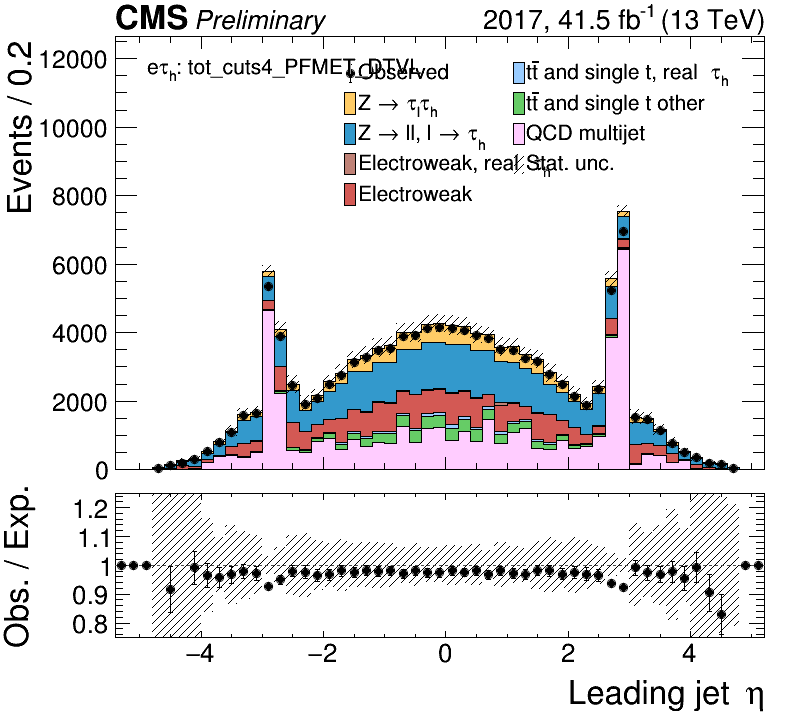 CMS Preliminary 2017, 41.5 fb⁻¹ (13 TeV)
Events / 0.2
12000
10000
8000
6000
4000
2000
0
eτₕ: tot_cuts4_PFMET_DTVL
Observed
Z → τₗτₕ
Z → ll, l → τₕ
Electroweak, real τₕ
Electroweak
tt̄ and single t, real τₕ
tt̄ and single t other
QCD multijet
Stat. unc.
Obs. / Exp.
1.2
1.1
1
0.9
0.8
−4 −2 0 2 4
Leading jet η